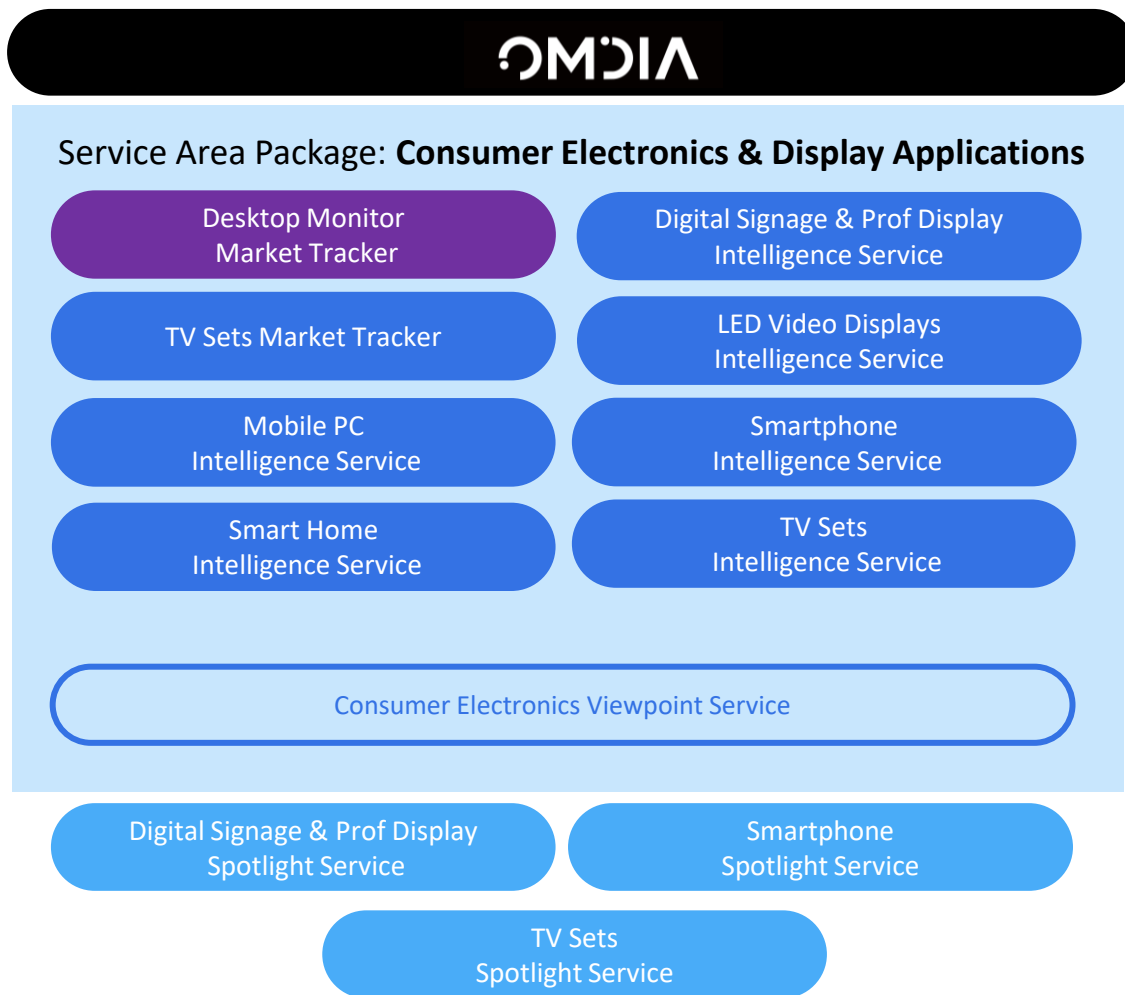 OMDIA
Service Area Package: Consumer Electronics & Display Applications
Desktop Monitor
Market Tracker
Digital Signage & Prof Display
Intelligence Service
TV Sets Market Tracker
LED Video Displays
Intelligence Service
Mobile PC
Intelligence Service
Smartphone
Intelligence Service
Smart Home
Intelligence Service
TV Sets
Intelligence Service
Consumer Electronics Viewpoint Service
Digital Signage & Prof Display
Spotlight Service
Smartphone
Spotlight Service
TV Sets
Spotlight Service